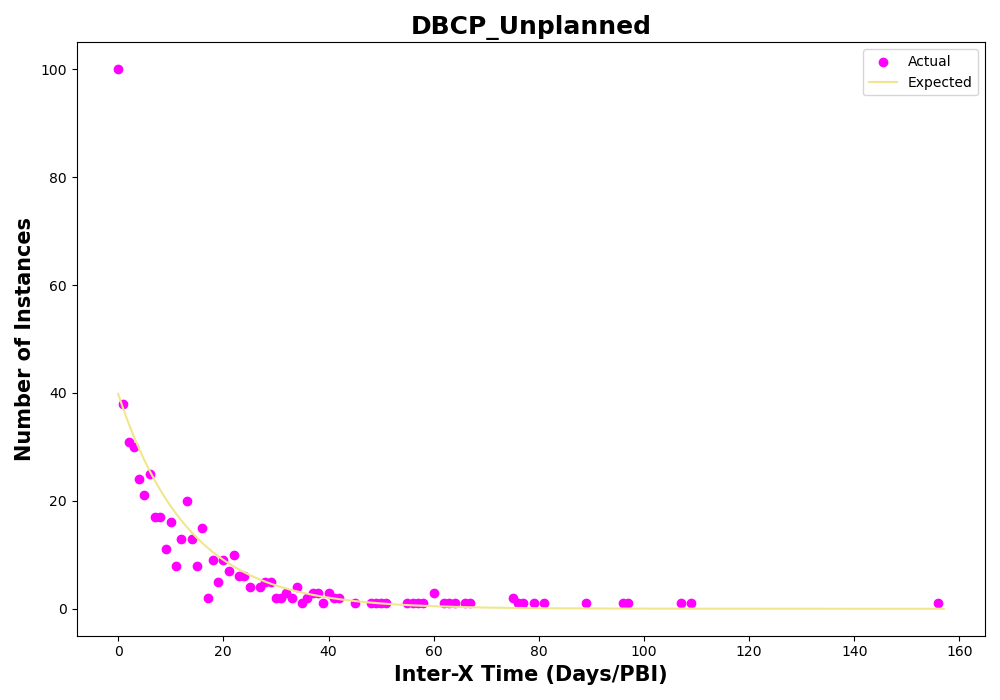 DBCP_Unplanned
Actual
Expected
Number of Instances
100
80
60
40
20
0
0 20 40 60 80 100 120 140 160
Inter-X Time (Days/PBI)